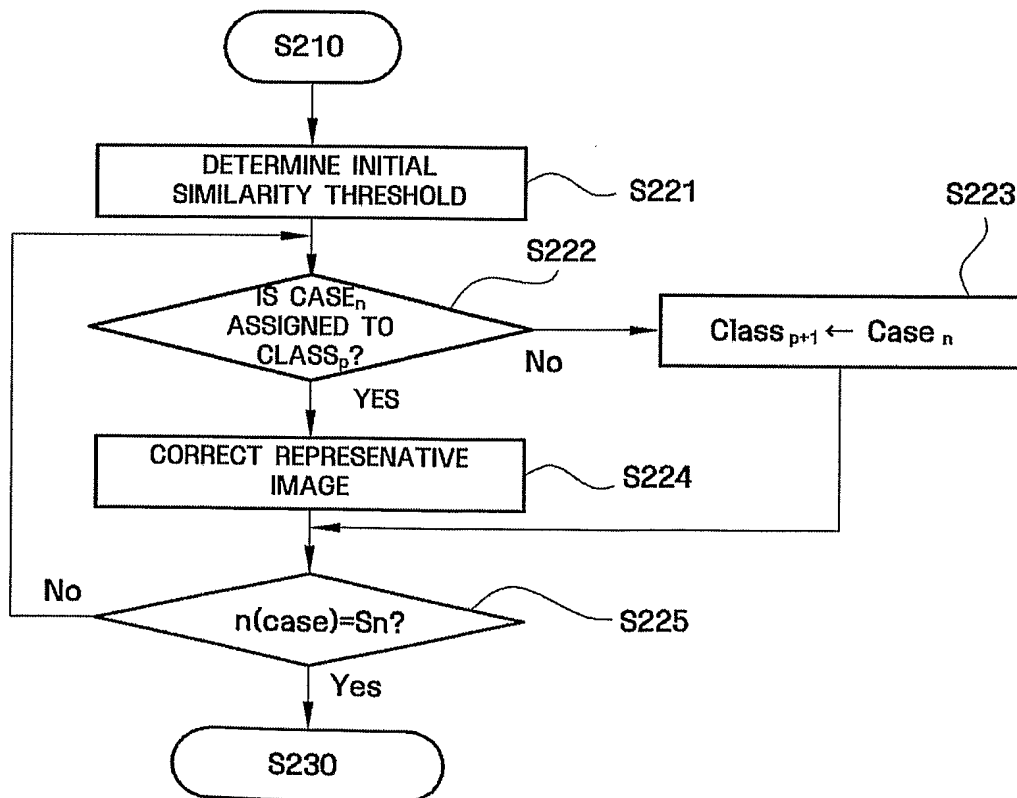 S210
DETERMINE INITIAL
SIMILARITY THRESHOLD
S221
S223
S222
IS CASEₙ
ASSIGNED TO
CLASSₚ?
No
Classₚ₊₁ ← Case ₙ
YES
CORRECT REPRESENATIVE
IMAGE
S224
No
n(case)=Sn?
S225
Yes
S230